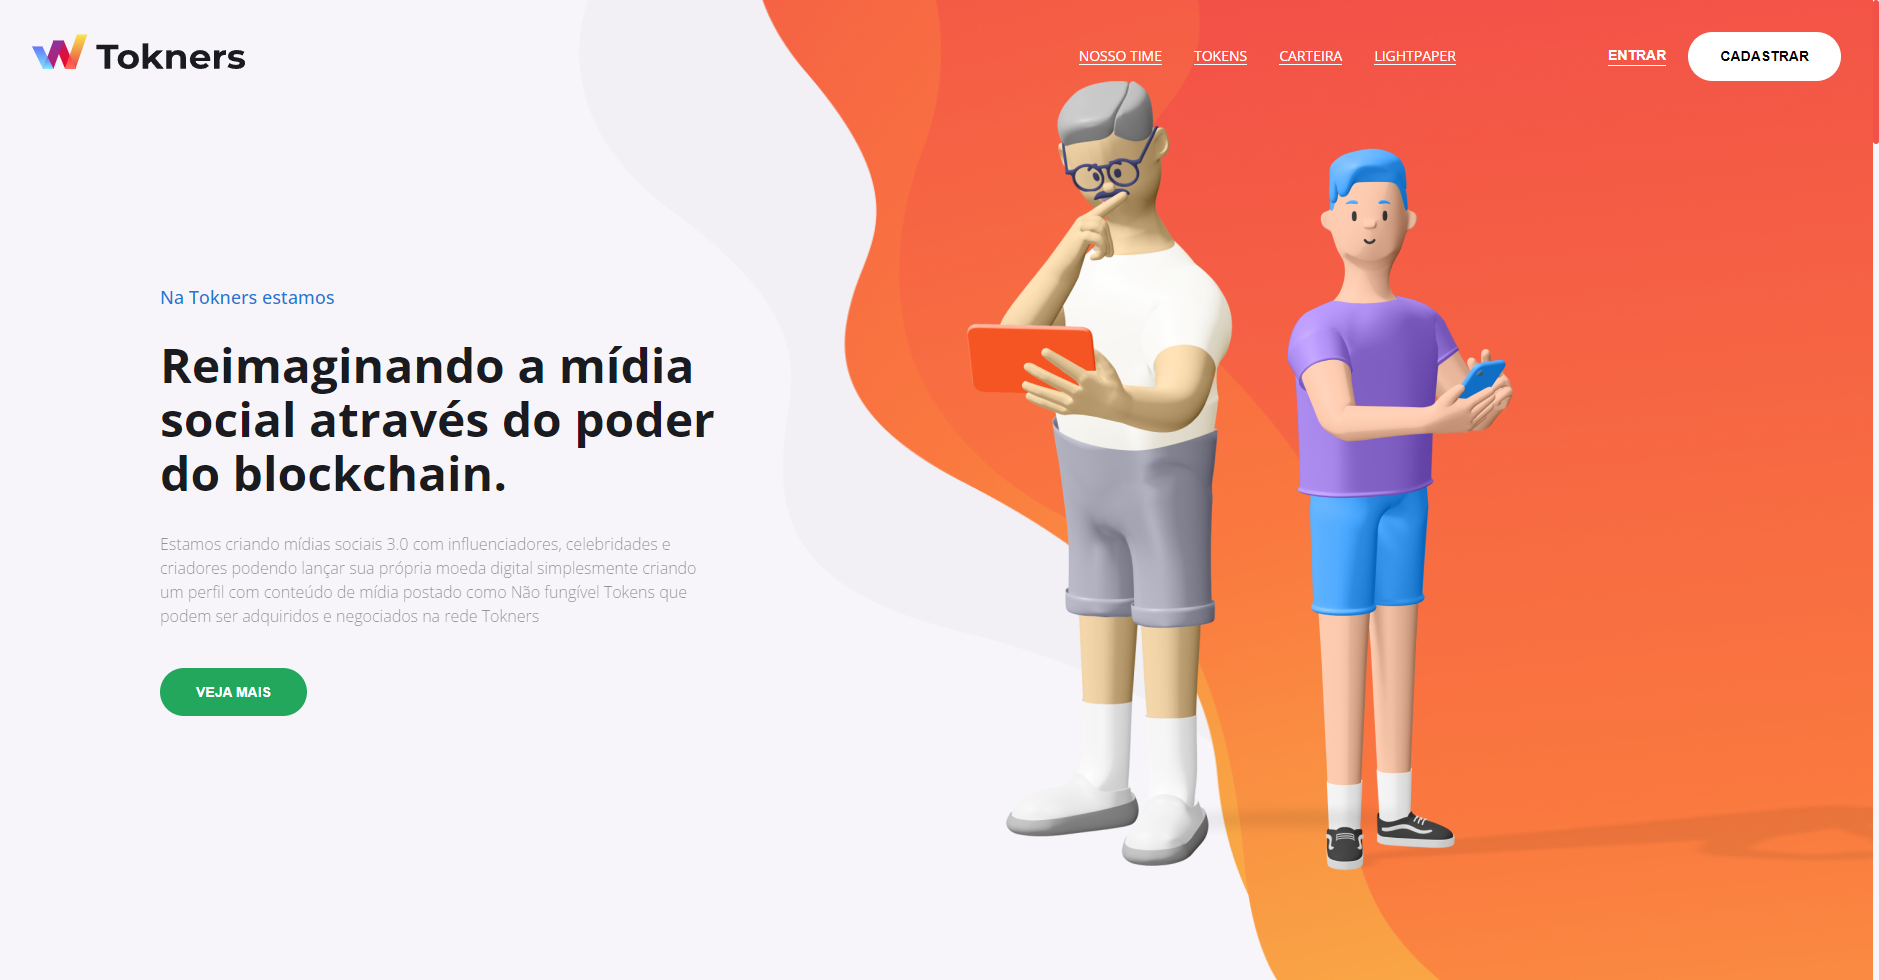 Tokners
NOSSO TIME
TOKENS
CARTEIRA
LIGHTPAPER
ENTRAR
CADASTRAR
Na Tokners estamos
Reimaginando a mídia
social através do poder
do blockchain.
Estamos criando mídias sociais 3.0 com influenciadores, celebridades e
criadores podendo lançar sua própria moeda digital simplesmente criando
um perfil com conteúdo de mídia postado como Não fungível Tokens que
podem ser adquiridos e negociados na rede Tokners
VEJA MAIS